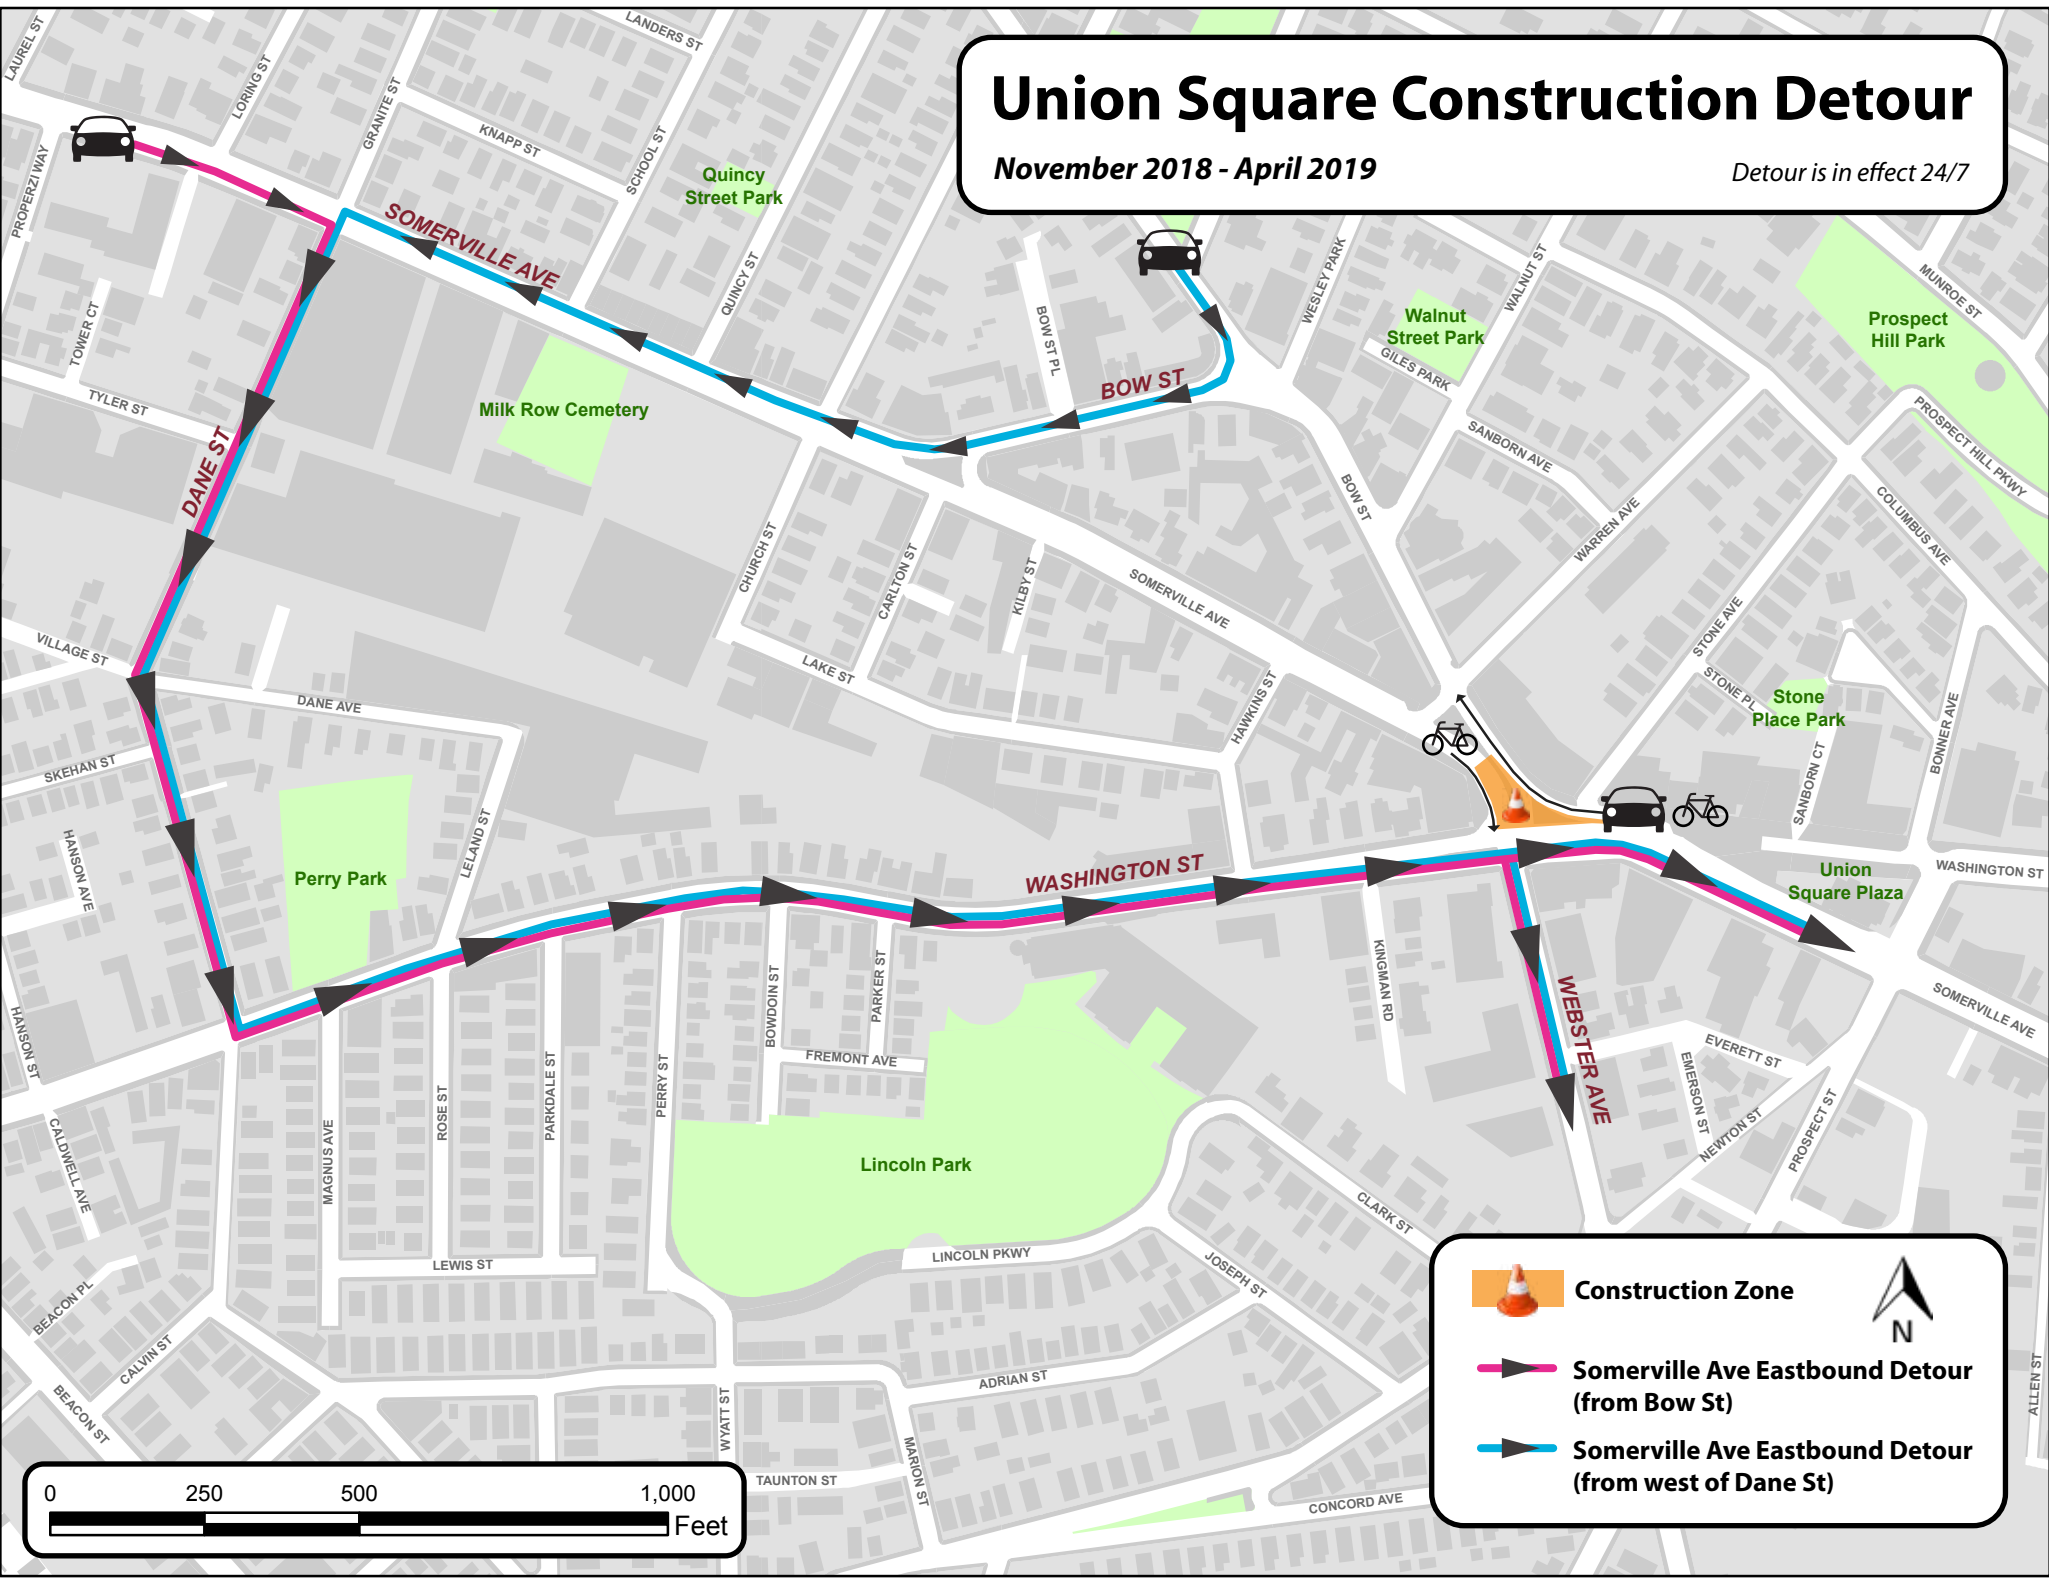 Union Square Construction Detour
November 2018 - April 2019
Detour is in effect 24/7
LAUREL ST
LORING ST
GRANITE ST
LANDERS ST
KNAPP ST
SCHOOL ST
PROPERZI WAY
Quincy
Street Park
SOMERVILLE AVE
QUINCY ST
BOW ST PL
WESLEY PARK
WALNUT ST
MUNROE ST
Walnut
Street Park
GILES PARK
Prospect
Hill Park
TOWER CT
TYLER ST
Milk Row Cemetery
BOW ST
DANE ST
SANBORN AVE
PROSPECT HILL PKWY
BOW ST
WARREN AVE
COLUMBUS AVE
CHURCH ST
CARLTON ST
KILBY ST
SOMERVILLE AVE
STONE AVE
VILLAGE ST
LAKE ST
HAWKINS ST
STONE PL
Stone
Place Park
DANE AVE
BONNER AVE
SANBORN CT
SKEHAN ST
HANSON AVE
LELAND ST
Perry Park
WASHINGTON ST
Union
Square Plaza
WASHINGTON ST
KINGMAN RD
BOWDOIN ST
PARKER ST
HANSON ST
WEBSTER AVE
SOMERVILLE AVE
FREMONT AVE
EVERETT ST
EMERSON ST
NEWTON ST
PROSPECT ST
CALDWELL AVE
MAGNUS AVE
ROSE ST
PARKDALE ST
PERRY ST
Lincoln Park
CLARK ST
LINCOLN PKWY
JOSEPH ST
LEWIS ST
BEACON PL
CALVIN ST
BEACON ST
ADRIAN ST
WYATT ST
MARION ST
TAUNTON ST
CONCORD AVE
ALLEN ST
Construction Zone
N
Somerville Ave Eastbound Detour
(from Bow St)
Somerville Ave Eastbound Detour
(from west of Dane St)
0 250 500 1,000
Feet